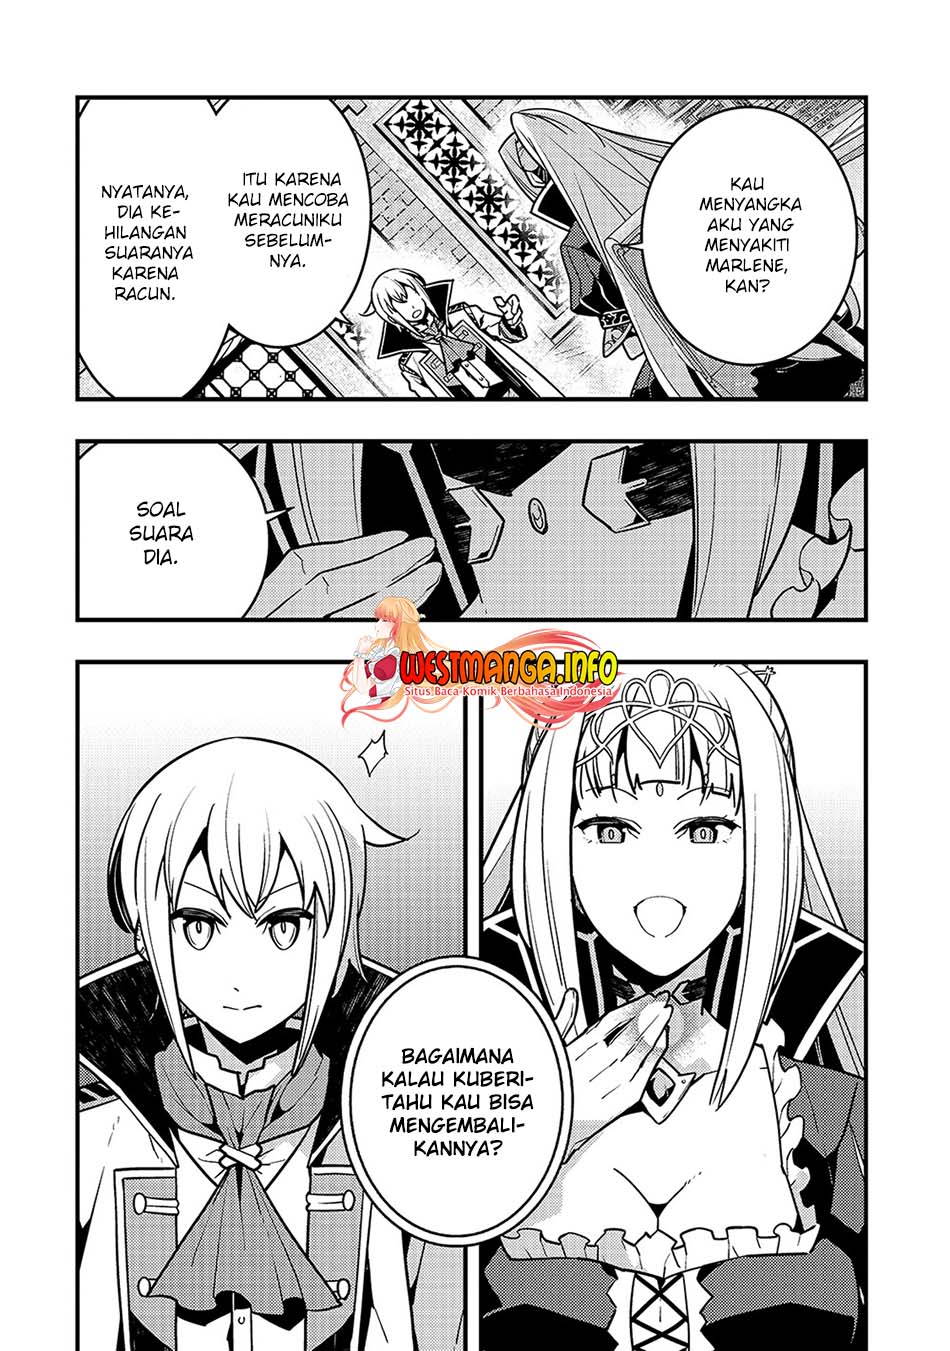 KAU
MENYANGKA
AKU YANG
MENYAKITI
MARLENE,
KAN?
ITU KARENA
KAU MENCOBA
MERACUNIKU
SEBELUM-
NYA.
NYATANYA,
DIA KE-
HILANGAN
SUARANYA
KARENA
RACUN.
SOAL
SUARA
DIA.
WESTMANGA.INFO
Situs Baca Komik Berbahasa Indonesia
BAGAIMANA
KALAU KUBERI-
TAHU KAU BISA
MENGEMBALI-
KANNYA?